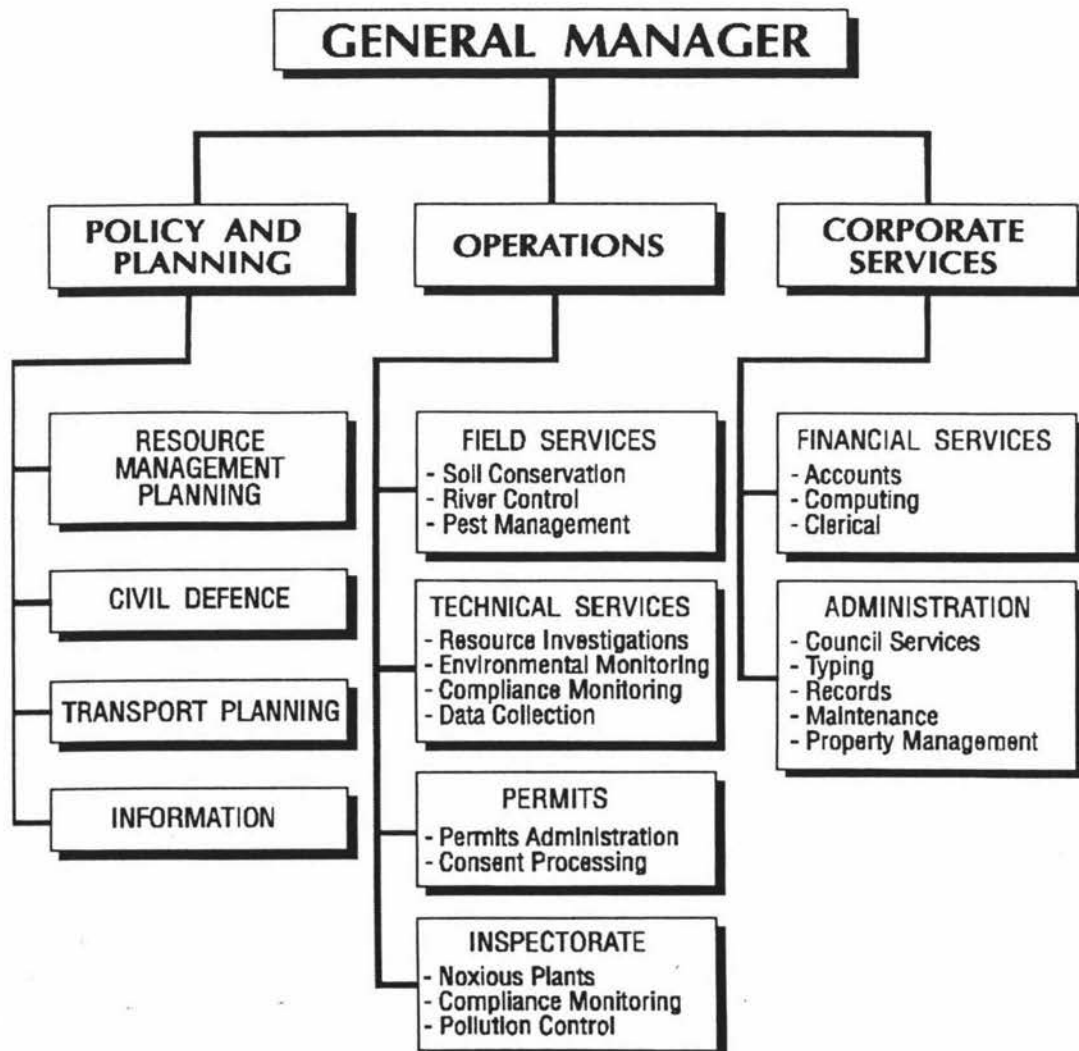 GENERAL MANAGER
POLICY AND
PLANNING
RESOURCE
MANAGEMENT
PLANNING
CIVIL DEFENCE
TRANSPORT PLANNING
INFORMATION
OPERATIONS
FIELD SERVICES
- Soil Conservation
- River Control
- Pest Management
TECHNICAL SERVICES
- Resource Investigations
- Environmental Monitoring
- Compliance Monitoring
- Data Collection
PERMITS
- Permits Administration
- Consent Processing
INSPECTORATE
- Noxious Plants
- Compliance Monitoring
- Pollution Control
CORPORATE
SERVICES
FINANCIAL SERVICES
- Accounts
- Computing
- Clerical
ADMINISTRATION
- Council Services
- Typing
- Records
- Maintenance
- Property Management